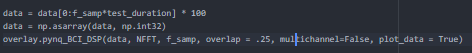 data = data[0:f_samp*test_duration] * 100
data = np.asarray(data, np.int32)
overlay.pynq_BCI_DSP(data, NFFT, f_samp, overlap = .25, multichannel=False, plot_data = True)